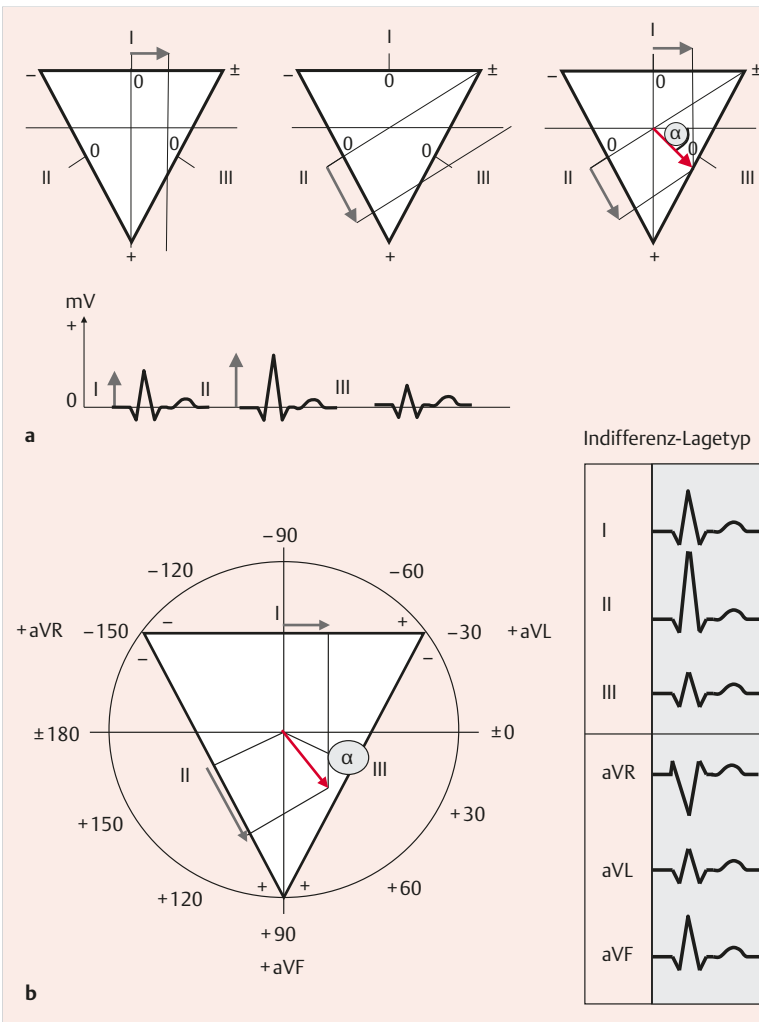 I
– ±
0
0 0
II III
+
I
– ±
0
0 0
II III
+
I
– ±
0
α
0 0
II III
+
mV
+
I II III
0
a
Indifferenz-Lagetyp
I
II
III
aVR
aVL
aVF
–90
–120 –60
I
+aVR –150 – + –30 +aVL
– –
±180 ±0
II α III
+150 +30
+ +
+120 +60
+90
+aVF
b